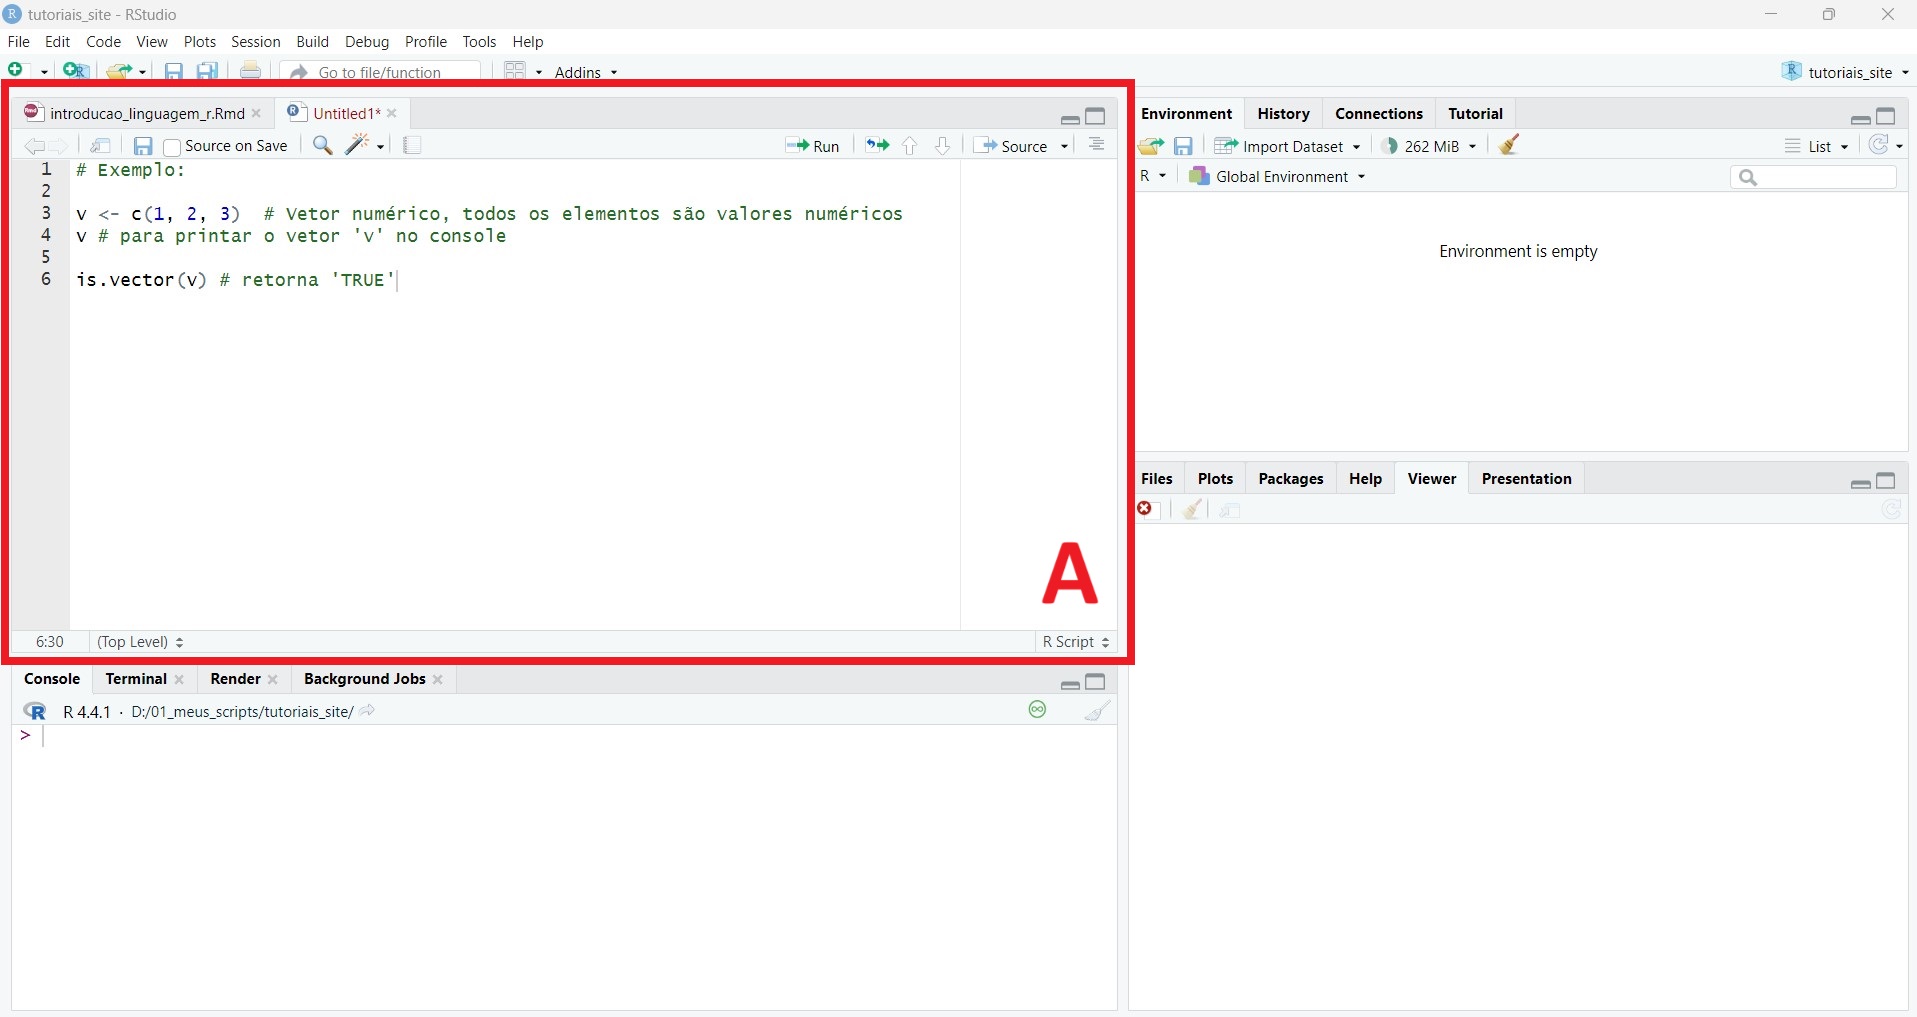 tutoriais_site - RStudio
File Edit Code View Plots Session Build Debug Profile Tools Help
Go to file/function Addins tutoriais_site
introducao_linguagem_r.Rmd Untitled1*
Source on Save Run Source
1 # Exemplo:
2
3 v <- c(1, 2, 3) # Vetor numérico, todos os elementos são valores numéricos
4 v # para printar o vetor 'v' no console
5
6 is.vector(v) # retorna 'TRUE'
A
6:30 (Top Level) R Script
Console Terminal Render Background Jobs
R 4.4.1 · D:/01_meus_scripts/tutoriais_site/
>
Environment History Connections Tutorial
Import Dataset 262 MiB List
R Global Environment
Environment is empty
Files Plots Packages Help Viewer Presentation